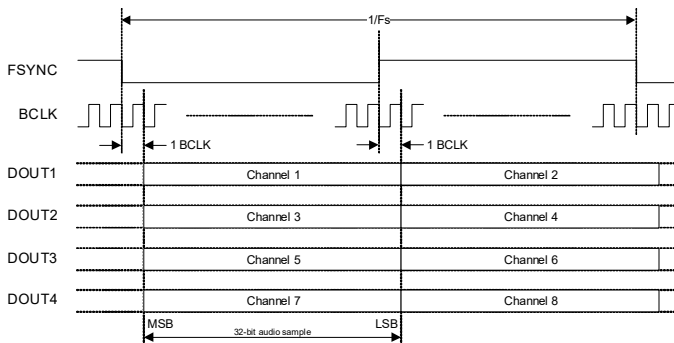 1/Fs
FSYNC
BCLK
1 BCLK 1 BCLK
DOUT1 Channel 1 Channel 2
DOUT2 Channel 3 Channel 4
DOUT3 Channel 5 Channel 6
DOUT4 Channel 7 Channel 8
MSB LSB
32-bit audio sample